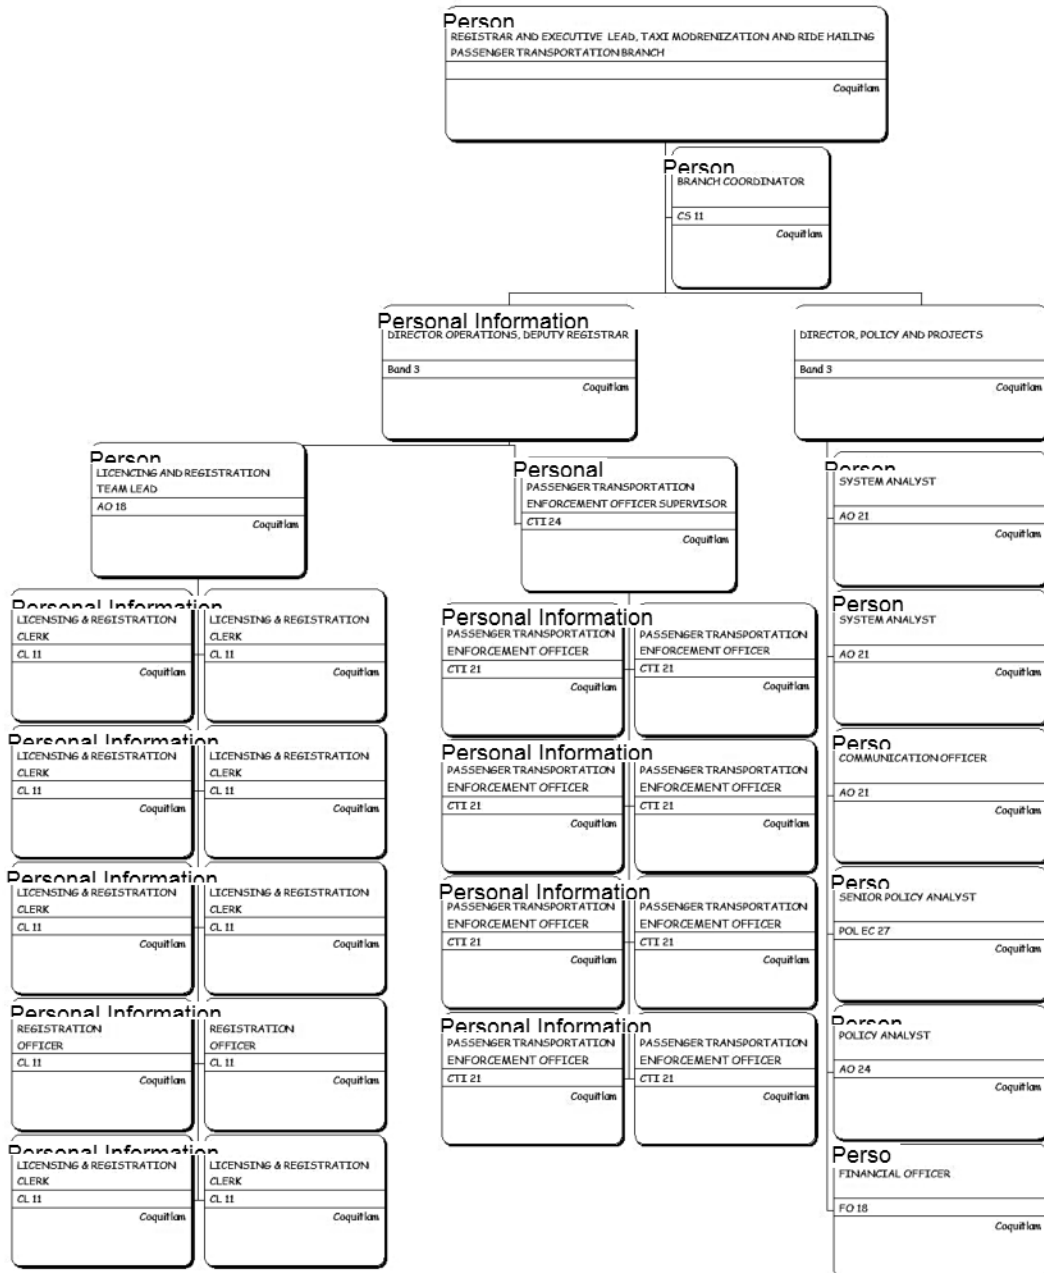 Person
REGISTRAR AND EXECUTIVE LEAD, TAXI MODRENIZATION AND RIDE HAILING
PASSENGER TRANSPORTATION BRANCH
Coquitlam
Person
BRANCH COORDINATOR
CS 11
Coquitlam
Personal Information
DIRECTOR OPERATIONS, DEPUTY REGISTRAR
Band 3
Coquitlam
DIRECTOR, POLICY AND PROJECTS
Band 3
Coquitlam
Person
LICENCING AND REGISTRATION
TEAM LEAD
AO 18
Coquitlam
Personal
PASSENGER TRANSPORTATION
ENFORCEMENT OFFICER SUPERVISOR
CTI 24
Coquitlam
Personal Information
LICENSING & REGISTRATION
CLERK
CL 11
Coquitlam
LICENSING & REGISTRATION
CLERK
CL 11
Coquitlam
Personal Information
LICENSING & REGISTRATION
CLERK
CL 11
Coquitlam
LICENSING & REGISTRATION
CLERK
CL 11
Coquitlam
Personal Information
LICENSING & REGISTRATION
CLERK
CL 11
Coquitlam
LICENSING & REGISTRATION
CLERK
CL 11
Coquitlam
Personal Information
REGISTRATION
OFFICER
CL 11
Coquitlam
REGISTRATION
OFFICER
CL 11
Coquitlam
Personal Information
LICENSING & REGISTRATION
CLERK
CL 11
Coquitlam
LICENSING & REGISTRATION
CLERK
CL 11
Coquitlam
Personal Information
PASSENGER TRANSPORTATION
ENFORCEMENT OFFICER
CTI 21
Coquitlam
PASSENGER TRANSPORTATION
ENFORCEMENT OFFICER
CTI 21
Coquitlam
Personal Information
PASSENGER TRANSPORTATION
ENFORCEMENT OFFICER
CTI 21
Coquitlam
PASSENGER TRANSPORTATION
ENFORCEMENT OFFICER
CTI 21
Coquitlam
Personal Information
PASSENGER TRANSPORTATION
ENFORCEMENT OFFICER
CTI 21
Coquitlam
PASSENGER TRANSPORTATION
ENFORCEMENT OFFICER
CTI 21
Coquitlam
Personal Information
PASSENGER TRANSPORTATION
ENFORCEMENT OFFICER
CTI 21
Coquitlam
PASSENGER TRANSPORTATION
ENFORCEMENT OFFICER
CTI 21
Coquitlam
Person
SYSTEM ANALYST
AO 21
Coquitlam
Person
SYSTEM ANALYST
AO 21
Coquitlam
Perso
COMMUNICATION OFFICER
AO 21
Coquitlam
Perso
SENIOR POLICY ANALYST
POL EC 27
Coquitlam
Person
POLICY ANALYST
AO 24
Coquitlam
Perso
FINANCIAL OFFICER
FO 18
Coquitlam